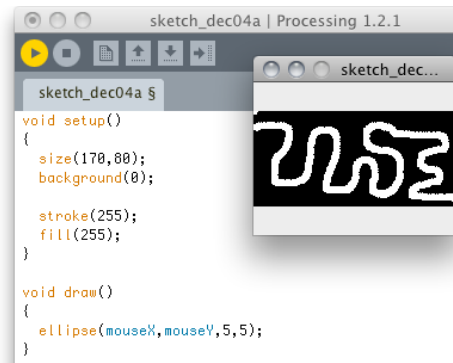 sketch_dec04a | Processing 1.2.1
sketch_dec04a §
sketch_dec...
void setup()
{
  size(170,80);
  background(0);

  stroke(255);
  fill(255);
}

void draw()
{
  ellipse(mouseX,mouseY,5,5);
}